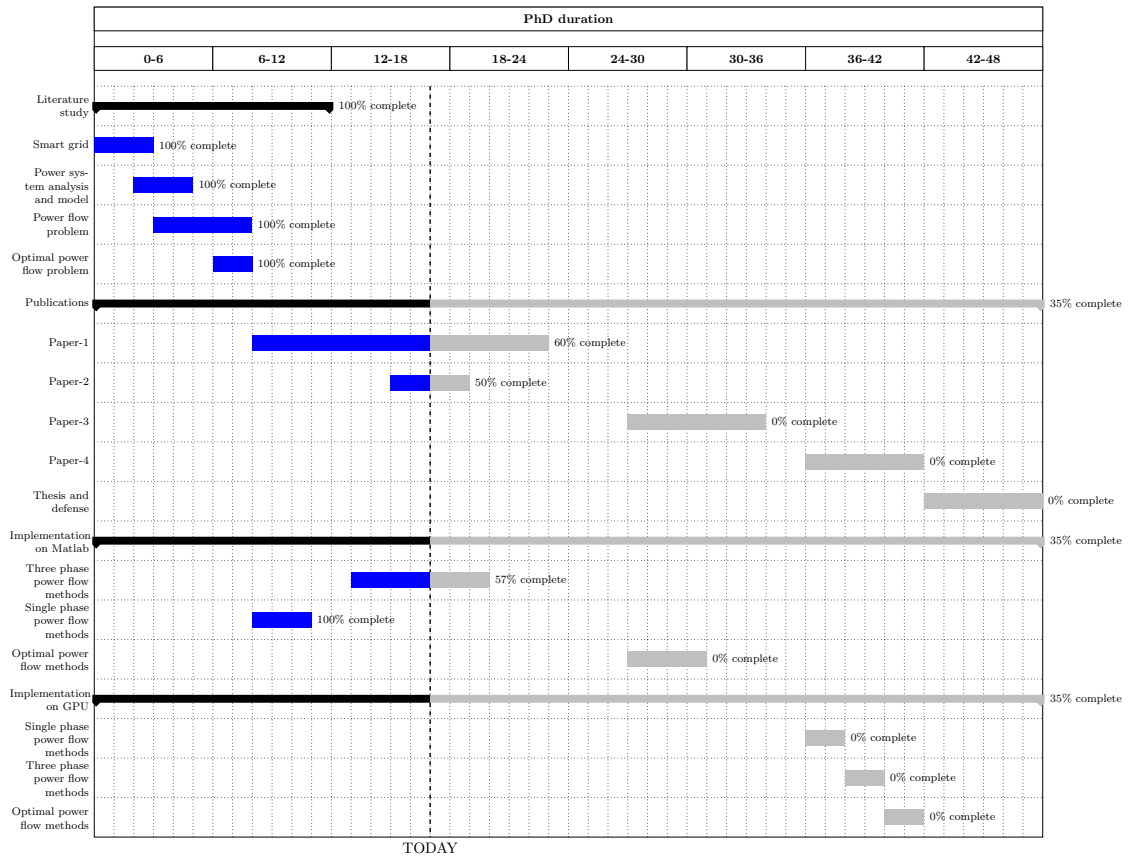 PhD duration
0-6 6-12 12-18 18-24 24-30 30-36 36-42 42-48
Literature
study
100% complete
Smart grid 100% complete
Power sys-
tem analysis
and model
100% complete
Power flow
problem
100% complete
Optimal power
flow problem
100% complete
Publications 35% complete
Paper-1 60% complete
Paper-2 50% complete
Paper-3 0% complete
Paper-4 0% complete
Thesis and
defense
0% complete
Implementation
on Matlab
35% complete
Three phase
power flow
methods
57% complete
Single phase
power flow
methods
100% complete
Optimal power
flow methods
0% complete
Implementation
on GPU
35% complete
Single phase
power flow
methods
0% complete
Three phase
power flow
methods
0% complete
Optimal power
flow methods
0% complete
TODAY